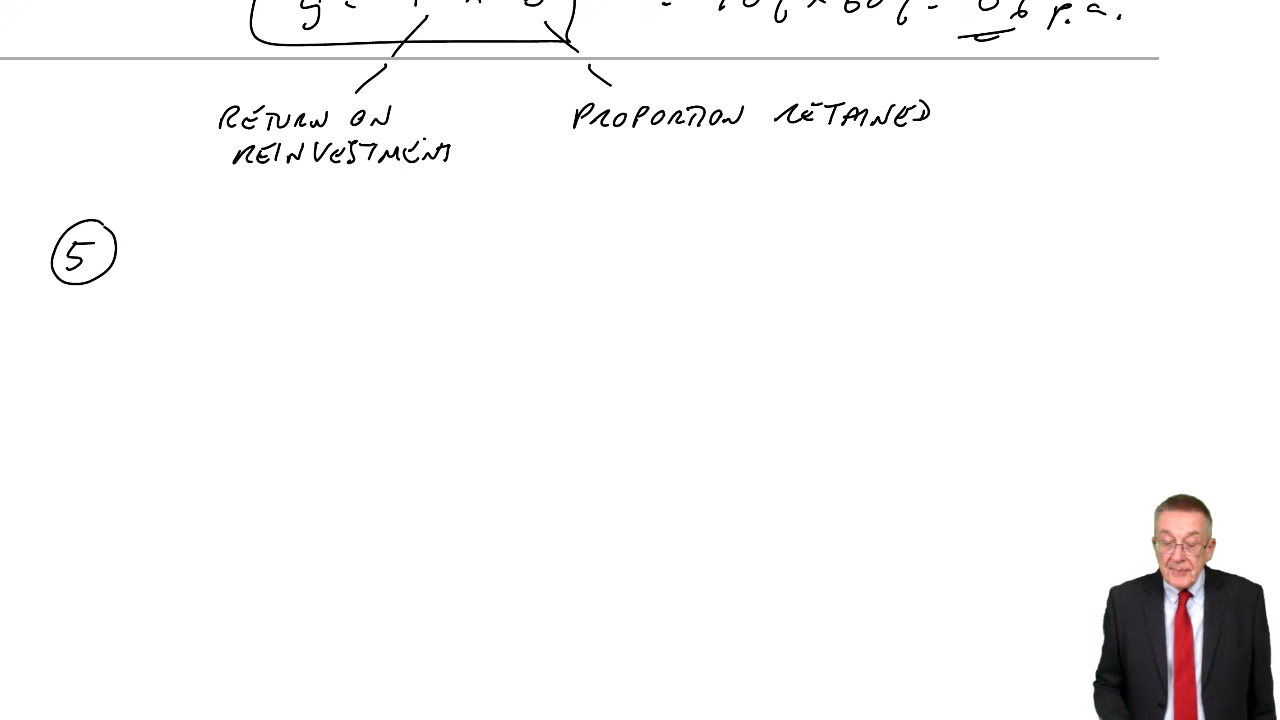 p.a.
RETURN ON
REINVESTMENT
PROPORTION RETAINED
5